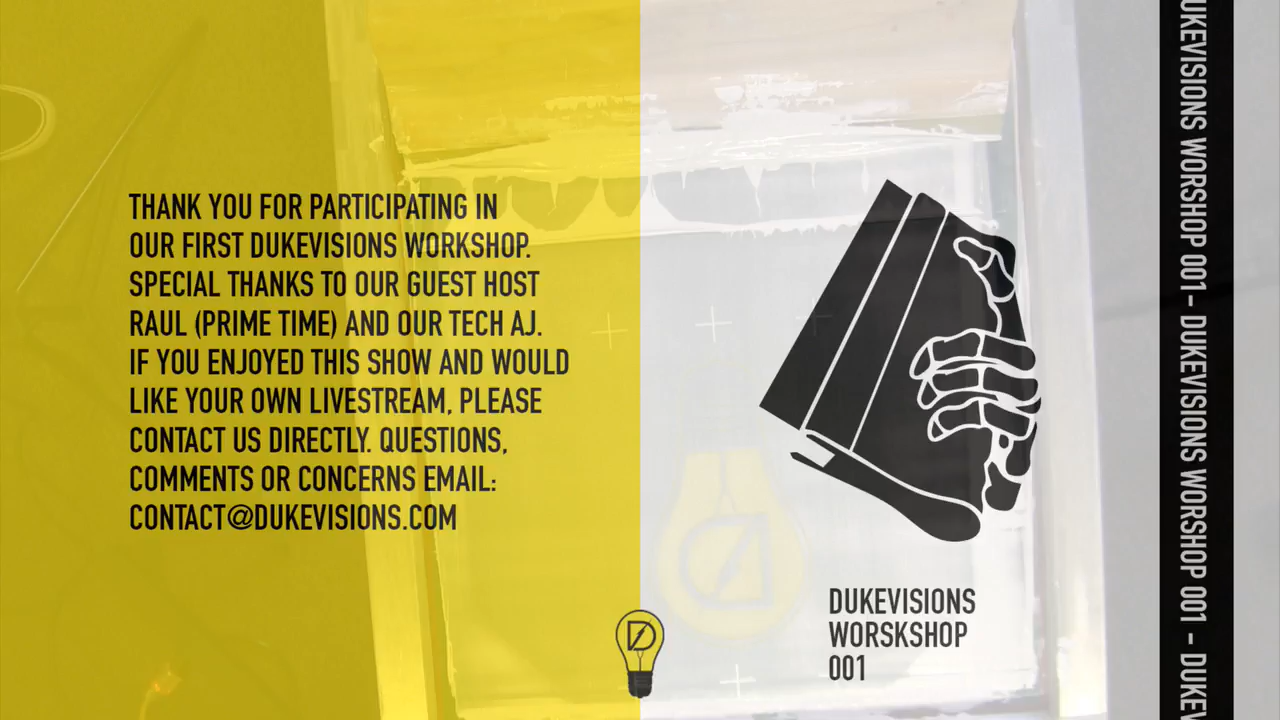 THANK YOU FOR PARTICIPATING IN
OUR FIRST DUKEVISIONS WORKSHOP.
SPECIAL THANKS TO OUR GUEST HOST
RAUL (PRIME TIME) AND OUR TECH AJ.
IF YOU ENJOYED THIS SHOW AND WOULD
LIKE YOUR OWN LIVESTREAM, PLEASE
CONTACT US DIRECTLY. QUESTIONS,
COMMENTS OR CONCERNS EMAIL:
CONTACT@DUKEVISIONS.COM
D
DUKEVISIONS
WORSKSHOP
001
UKEVISIONS WORSHOP 001- DUKEVISIONS WORSHOP 001 - DUKEV